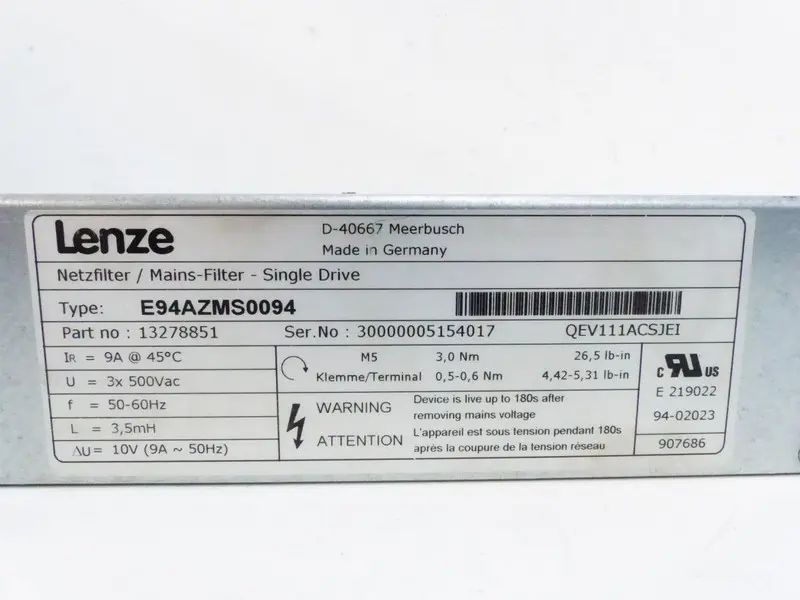 Lenze
D-40667 Meerbusch
Made in Germany
Netzfilter / Mains-Filter - Single Drive
Type: E94AZMS0094
Part no : 13278851 Ser.No : 30000005154017 QEV111ACSJEI
IR = 9A @ 45°C
U = 3x 500Vac
f = 50-60Hz
L = 3,5mH
ΔU= 10V (9A ~ 50Hz)
M5 3,0 Nm 26,5 lb-in
Klemme/Terminal 0,5-0,6 Nm 4,42-5,31 lb-in
WARNING
Device is live up to 180s after
removing mains voltage
ATTENTION
L'appareil est sous tension pendant 180s
après la coupure de la tension réseau
c RU US
E 219022
94-02023
907686